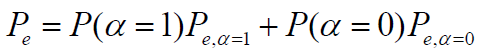 P_e = P(α = 1)P_{e,α=1} + P(α = 0)P_{e,α=0}